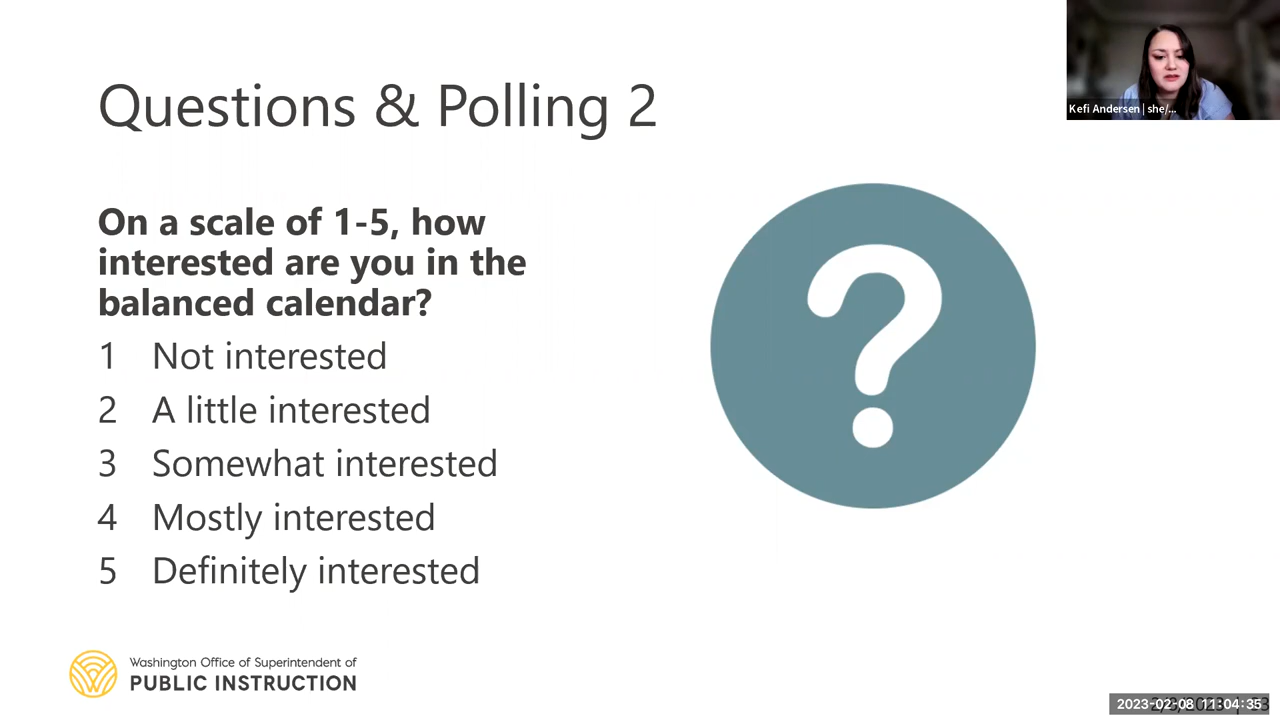 Questions & Polling 2
On a scale of 1-5, how
interested are you in the
balanced calendar?
1 Not interested
2 A little interested
3 Somewhat interested
4 Mostly interested
5 Definitely interested
Washington Office of Superintendent of
PUBLIC INSTRUCTION
Kefi Andersen | she/...
2023-02-08 11:04:35